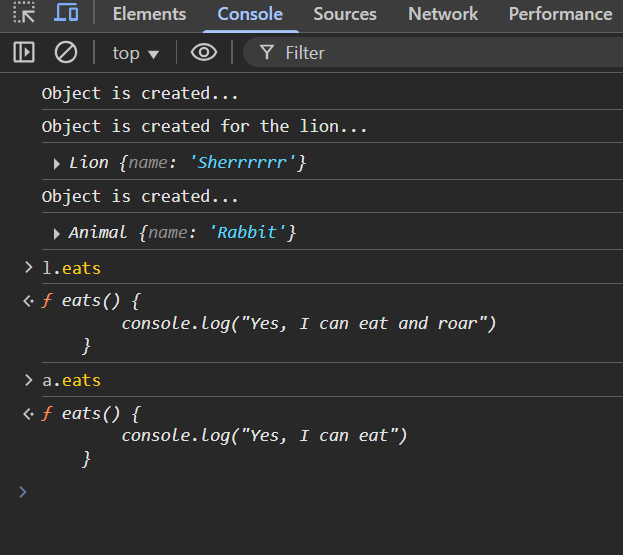 Elements Console Sources Network Performance
top ▼ Filter
Object is created...
Object is created for the lion...
▶ Lion {name: 'Sherrrrrr'}
Object is created...
▶ Animal {name: 'Rabbit'}
> l.eats
ƒ eats() {
console.log("Yes, I can eat and roar")
}
> a.eats
ƒ eats() {
console.log("Yes, I can eat")
}
>